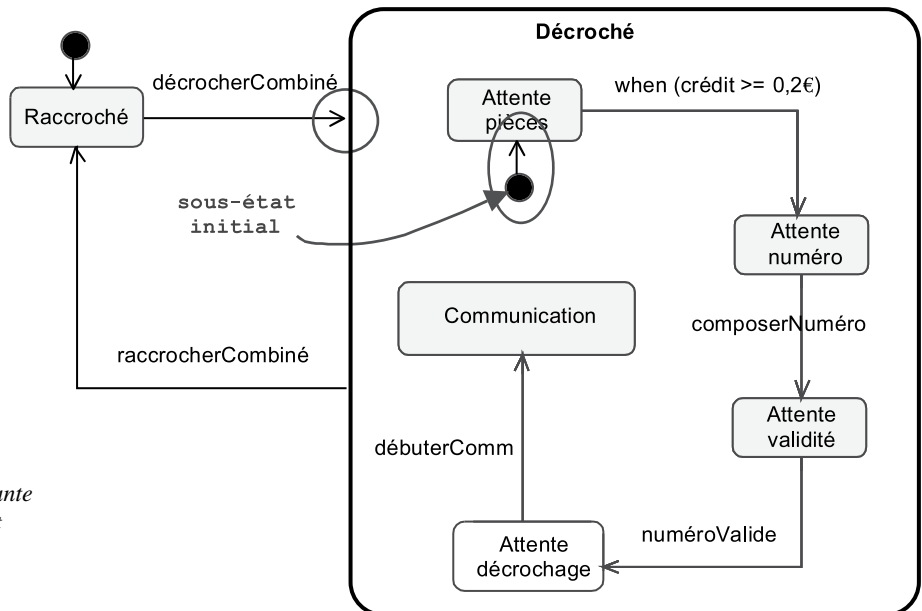 Décroché
décrocherCombiné
Raccroché
Attente
pièces
when (crédit >= 0,2€)
sous-état
initial
Attente
numéro
Communication
composerNuméro
raccrocherCombiné
Attente
validité
débuterComm
numéroValide
Attente
décrochage